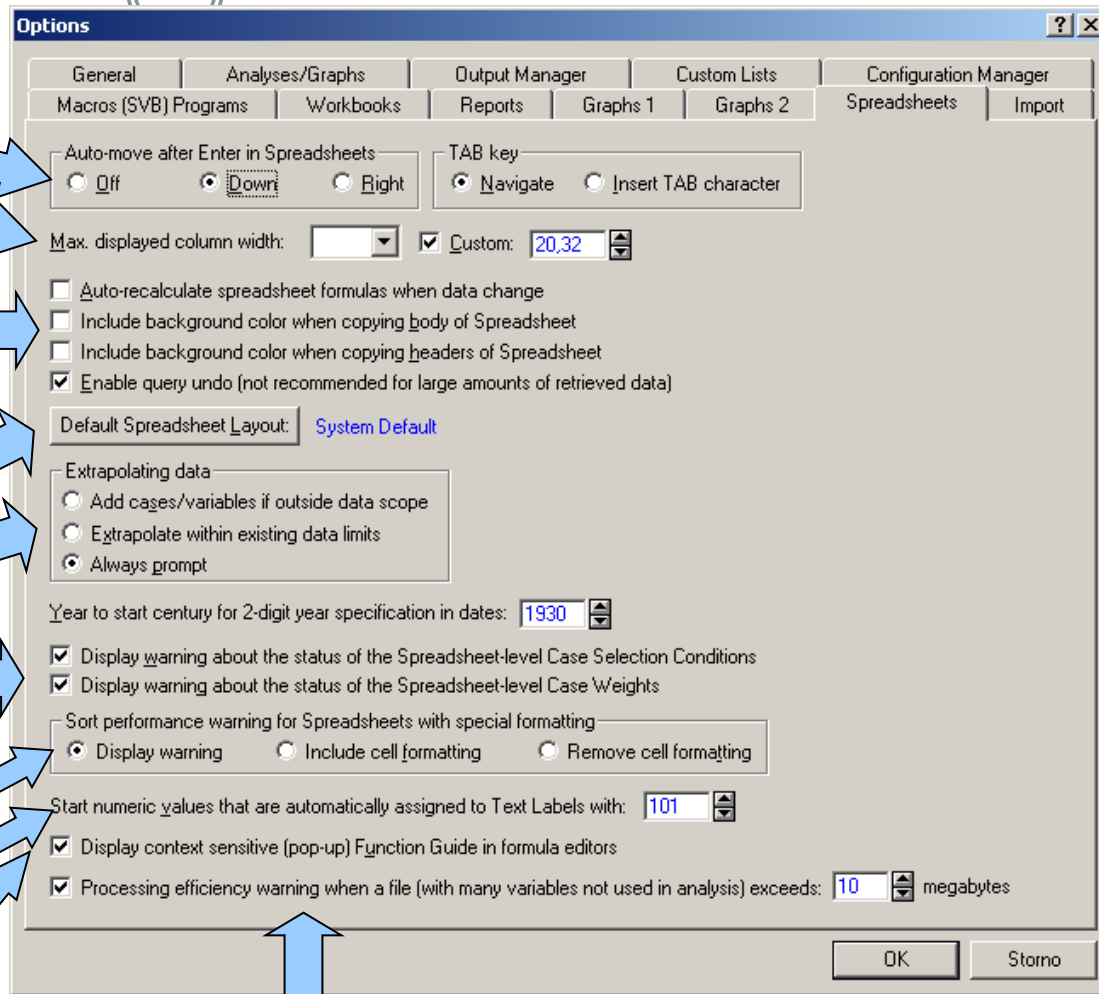 Options
General Analyses/Graphs Output Manager Custom Lists Configuration Manager
Macros (SVB) Programs Workbooks Reports Graphs 1 Graphs 2 Spreadsheets Import
Auto-move after Enter in Spreadsheets TAB key
Off Down Right Navigate Insert TAB character
Max. displayed column width: Custom: 20,32
Auto-recalculate spreadsheet formulas when data change
Include background color when copying body of Spreadsheet
Include background color when copying headers of Spreadsheet
Enable query undo (not recommended for large amounts of retrieved data)
Default Spreadsheet Layout: System Default
Extrapolating data
Add cases/variables if outside data scope
Extrapolate within existing data limits
Always prompt
Year to start century for 2-digit year specification in dates: 1930
Display warning about the status of the Spreadsheet-level Case Selection Conditions
Display warning about the status of the Spreadsheet-level Case Weights
Sort performance warning for Spreadsheets with special formatting
Display warning Include cell formatting Remove cell formatting
Start numeric values that are automatically assigned to Text Labels with: 101
Display context sensitive (pop-up) Function Guide in formula editors
Processing efficiency warning when a file (with many variables not used in analysis) exceeds: 10 megabytes
OK Storno